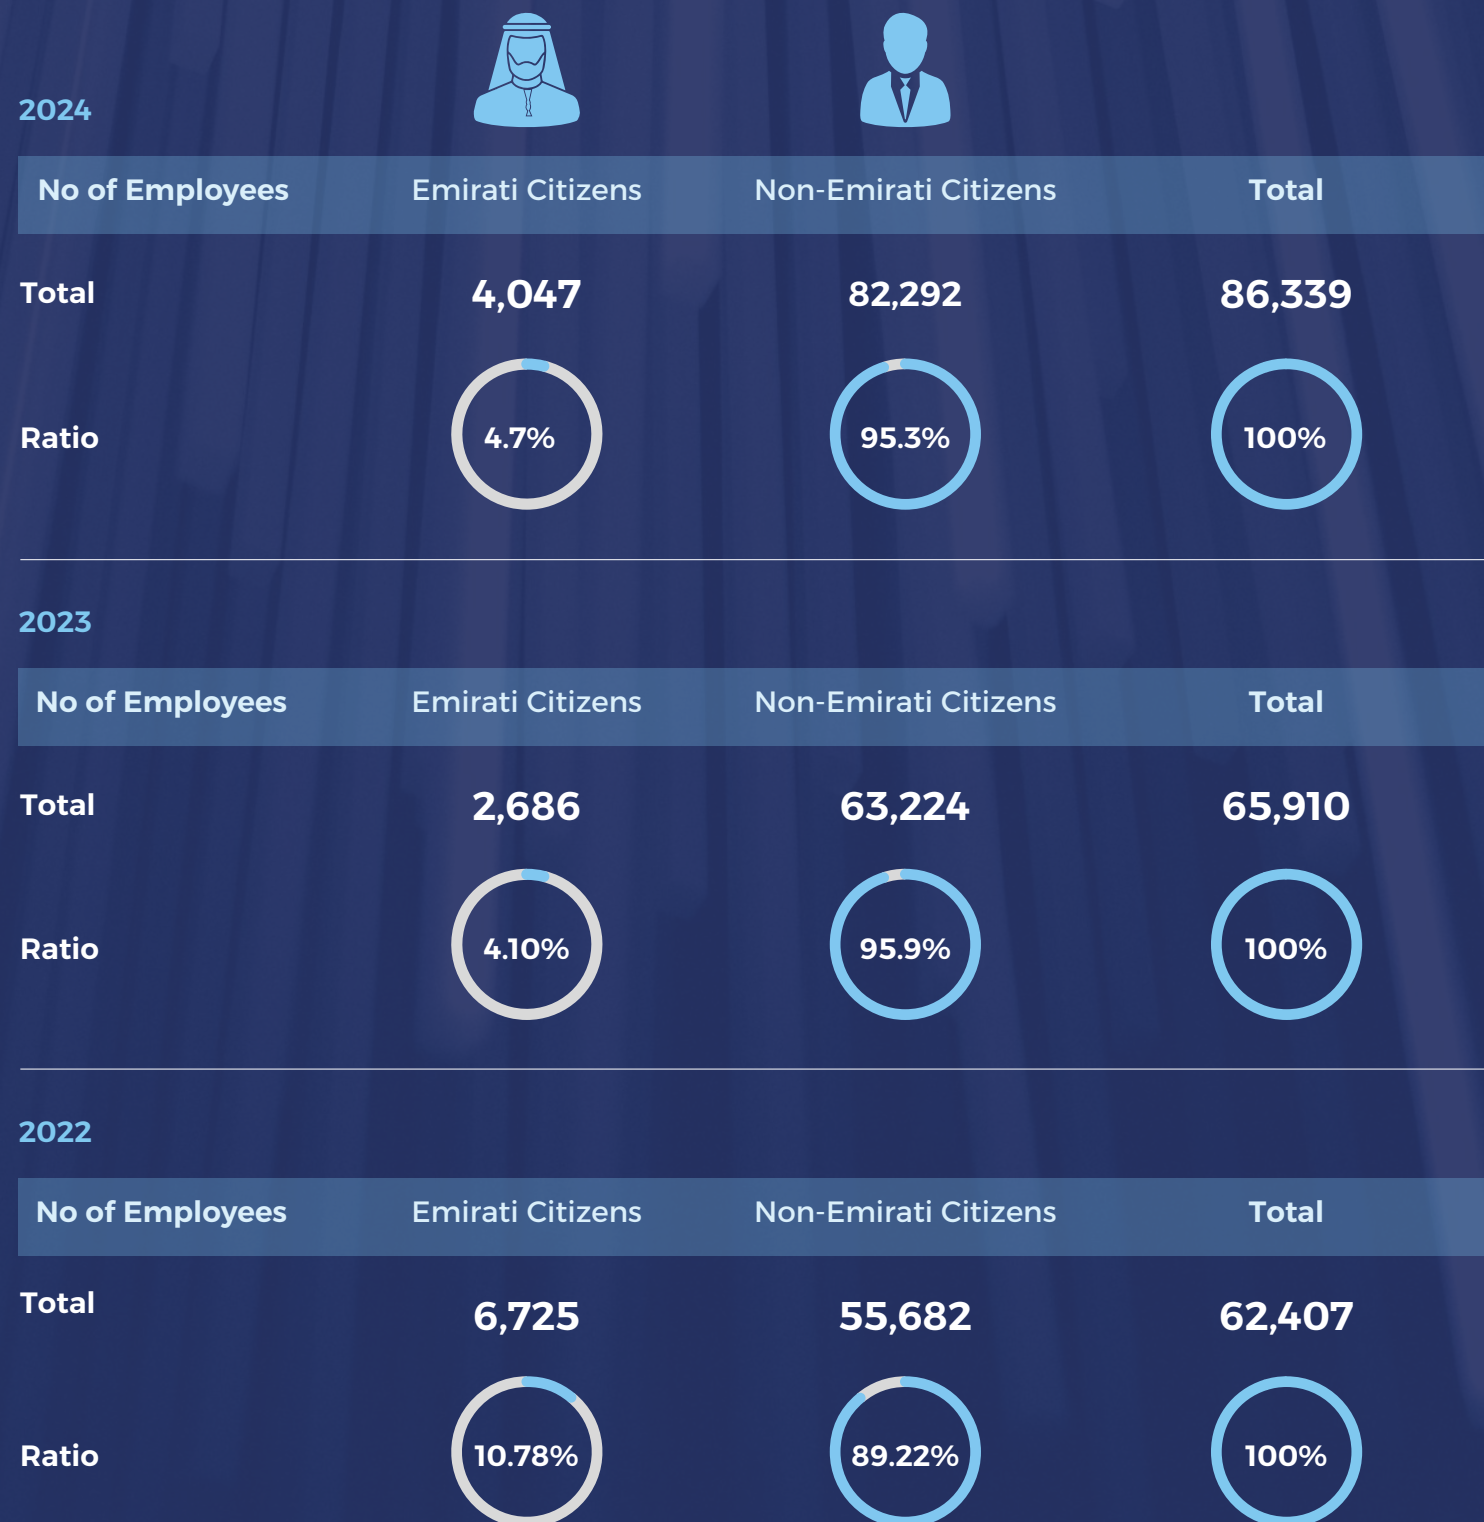 2024
No of Employees Emirati Citizens Non-Emirati Citizens Total
Total 4,047 82,292 86,339
Ratio 4.7% 95.3% 100%
2023
No of Employees Emirati Citizens Non-Emirati Citizens Total
Total 2,686 63,224 65,910
Ratio 4.10% 95.9% 100%
2022
No of Employees Emirati Citizens Non-Emirati Citizens Total
Total 6,725 55,682 62,407
Ratio 10.78% 89.22% 100%